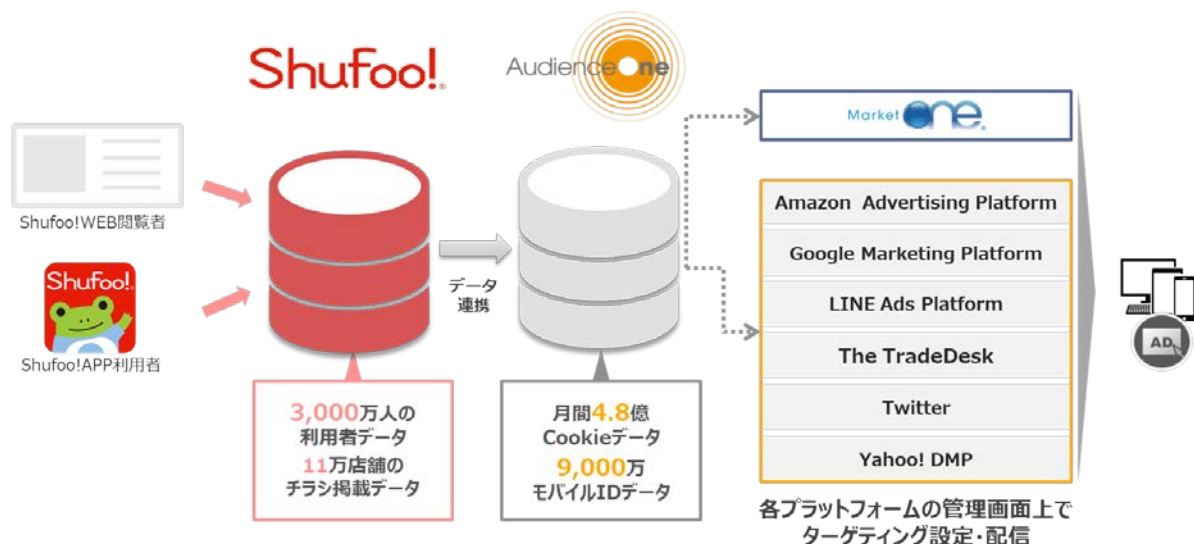 Shufoo!®
AudienceOne
Shufoo!WEB閲覧者
Shufoo!
Shufoo!APP利用者
データ
連携
3,000万人の
利用者データ
11万店舗の
チラシ掲載データ
月間4.8億
Cookieデータ
9,000万
モバイルIDデータ
Market One®
Amazon Advertising Platform
Google Marketing Platform
LINE Ads Platform
The TradeDesk
Twitter
Yahoo! DMP
各プラットフォームの管理画面上で
ターゲティング設定・配信
AD